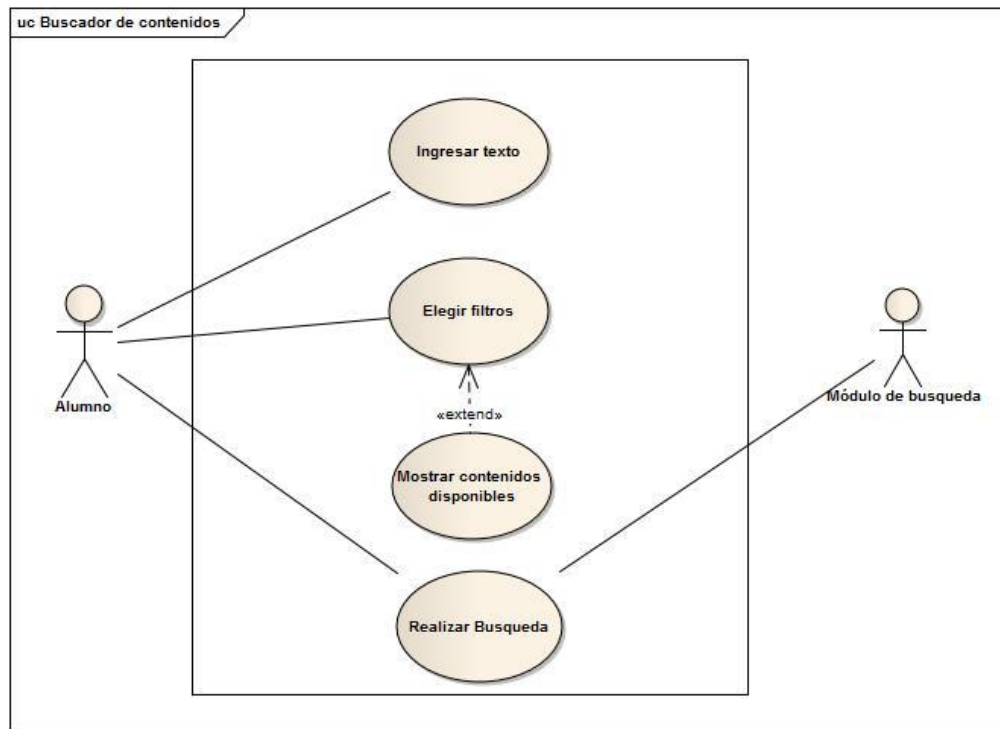 uc Buscador de contenidos
Ingresar texto
Elegir filtros
Alumno
Módulo de busqueda
«extend»
Mostrar contenidos
disponibles
Realizar Busqueda